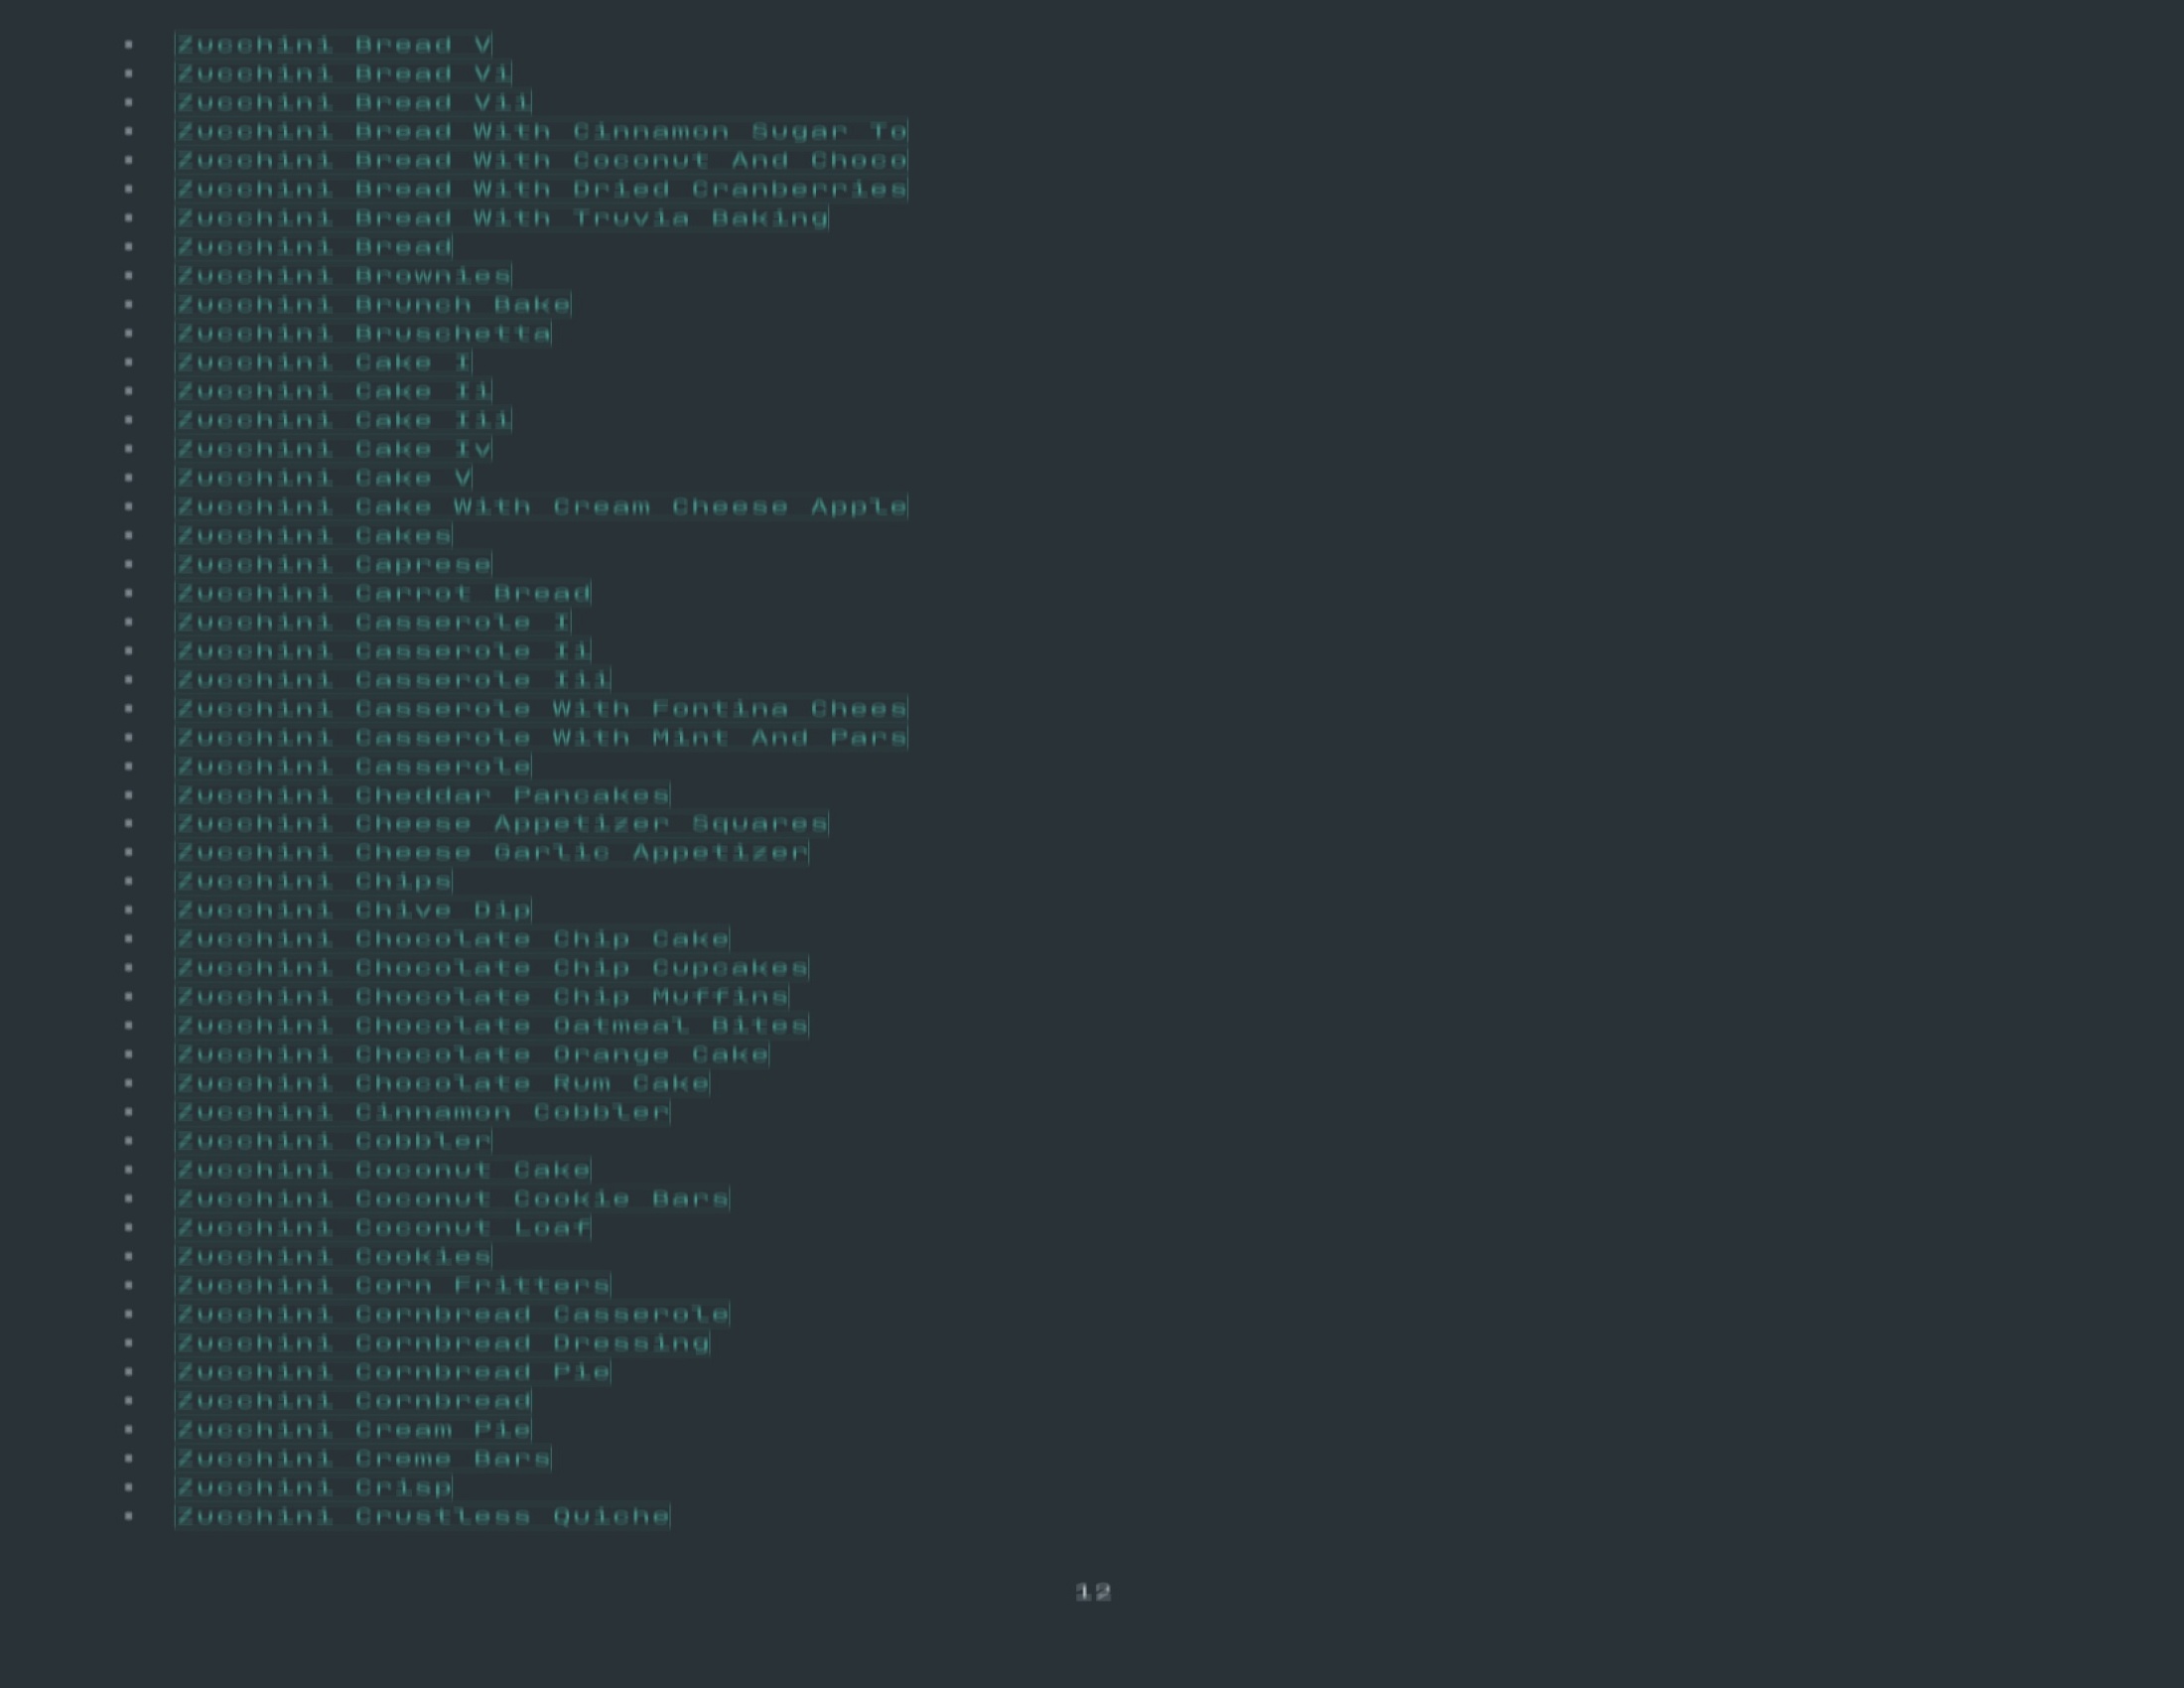 Zucchini Bread V
Zucchini Bread Vi
Zucchini Bread Vii
Zucchini Bread With Cinnamon Sugar To
Zucchini Bread With Coconut And Choco
Zucchini Bread With Dried Cranberries
Zucchini Bread With Truvia Baking
Zucchini Bread
Zucchini Brownies
Zucchini Brunch Bake
Zucchini Bruschetta
Zucchini Cake I
Zucchini Cake Ii
Zucchini Cake Iii
Zucchini Cake Iv
Zucchini Cake V
Zucchini Cake With Cream Cheese Apple
Zucchini Cakes
Zucchini Caprese
Zucchini Carrot Bread
Zucchini Casserole I
Zucchini Casserole Ii
Zucchini Casserole Iii
Zucchini Casserole With Fontina Chees
Zucchini Casserole With Mint And Pars
Zucchini Casserole
Zucchini Cheddar Pancakes
Zucchini Cheese Appetizer Squares
Zucchini Cheese Garlic Appetizer
Zucchini Chips
Zucchini Chive Dip
Zucchini Chocolate Chip Cake
Zucchini Chocolate Chip Cupcakes
Zucchini Chocolate Chip Muffins
Zucchini Chocolate Oatmeal Bites
Zucchini Chocolate Orange Cake
Zucchini Chocolate Rum Cake
Zucchini Cinnamon Cobbler
Zucchini Cobbler
Zucchini Coconut Cake
Zucchini Coconut Cookie Bars
Zucchini Coconut Loaf
Zucchini Cookies
Zucchini Corn Fritters
Zucchini Cornbread Casserole
Zucchini Cornbread Dressing
Zucchini Cornbread Pie
Zucchini Cornbread
Zucchini Cream Pie
Zucchini Creme Bars
Zucchini Crisp
Zucchini Crustless Quiche
12